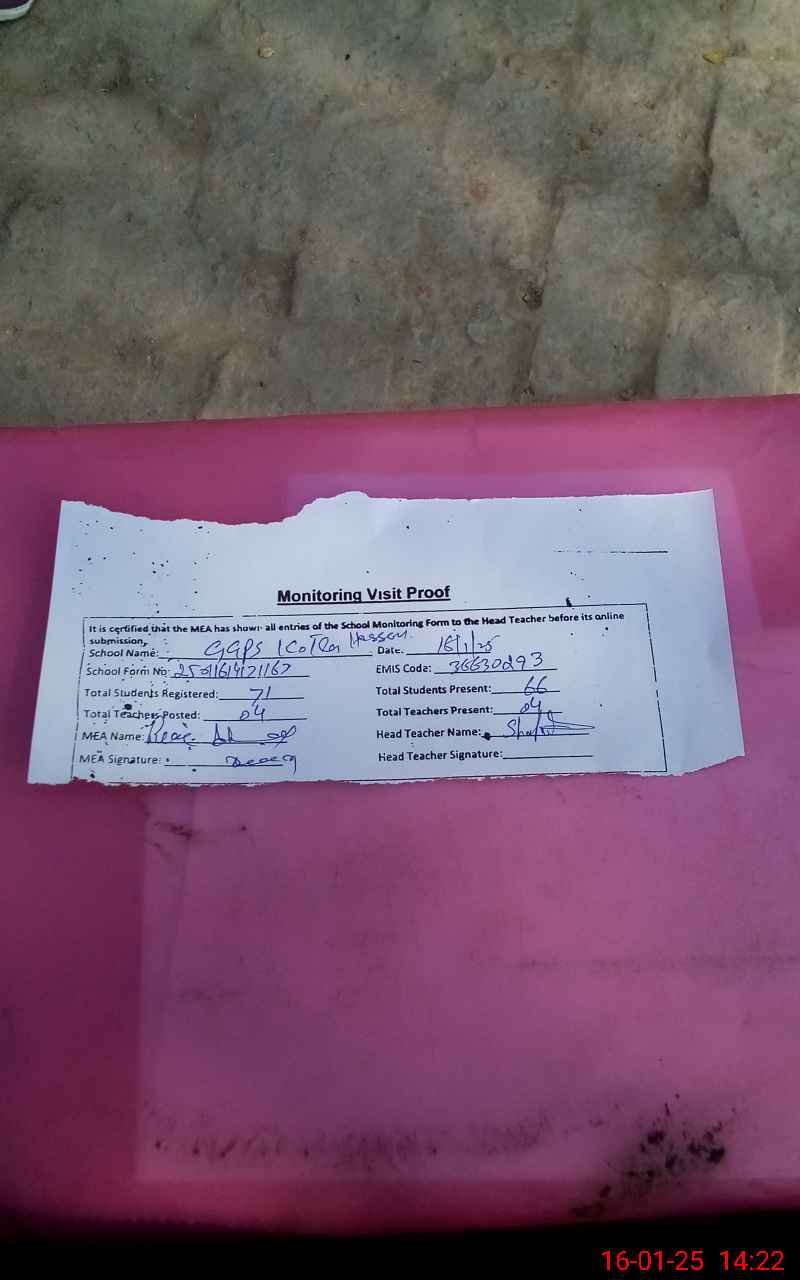 Monitoring Visit Proof
It is certified that the MEA has shown all entries of the School Monitoring Form to the Head Teacher before its online
submission,
School Name: GGPS Kotla Hassan Date. 16/1/25
School Form No: EMIS Code: 36630293
Total Students Registered: 71 Total Students Present: 66
Total Teachers Posted: 04 Total Teachers Present: 04
MEA Name: Head Teacher Name:
MEA Signature: Head Teacher Signature:
16-01-25 14:22